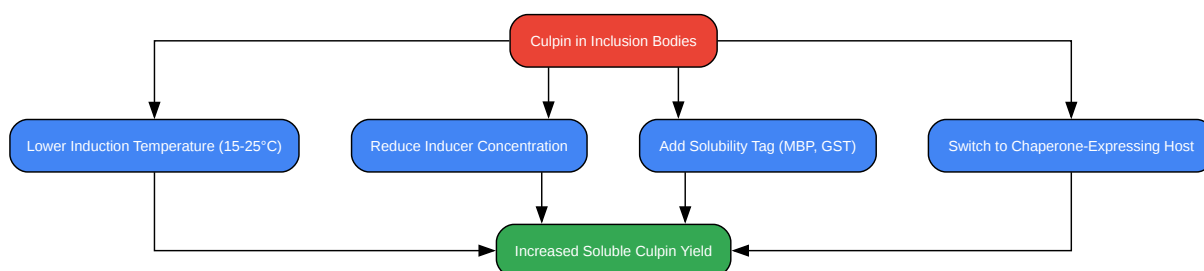 Culpin in Inclusion Bodies
Lower Induction Temperature (15-25°C)
Reduce Inducer Concentration
Add Solubility Tag (MBP, GST)
Switch to Chaperone-Expressing Host
Increased Soluble Culpin Yield